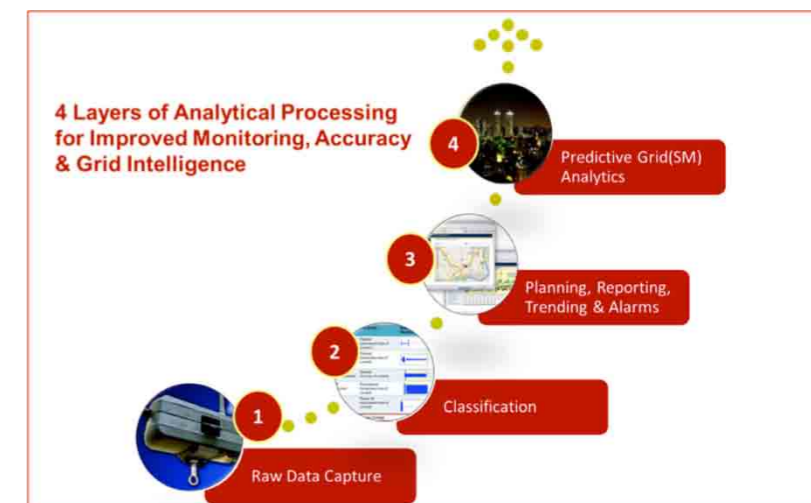 4 Layers of Analytical Processing
for Improved Monitoring, Accuracy
& Grid Intelligence
4
Predictive Grid(SM)
Analytics
3
Planning, Reporting,
Trending & Alarms
2
Classification
1
Raw Data Capture